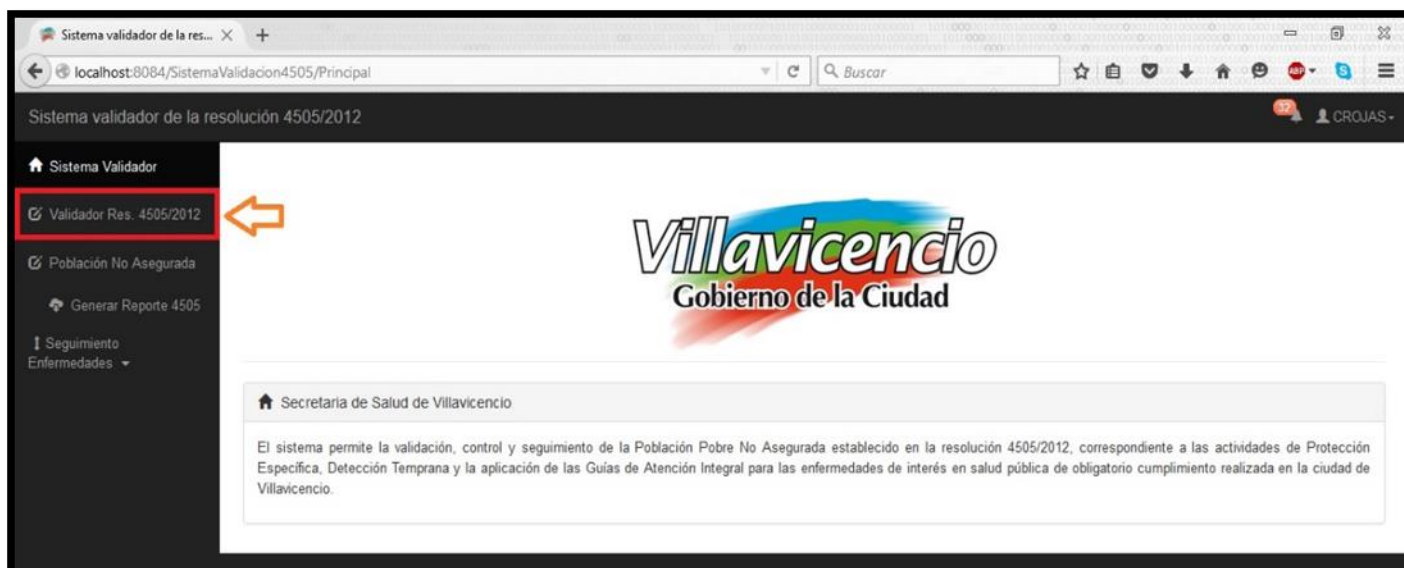 Sistema validador de la res...
localhost:8084/SistemaValidacion4505/Principal
Buscar
ABP
S
Sistema validador de la resolución 4505/2012
32
CROJAS
Sistema Validador
Validador Res. 4505/2012
Población No Asegurada
Generar Reporte 4505
Seguimiento
Enfermedades
Villavicencio
Gobierno de la Ciudad
Secretaria de Salud de Villavicencio
El sistema permite la validación, control y seguimiento de la Población Pobre No Asegurada establecido en la resolución 4505/2012, correspondiente a las actividades de Protección
Específica, Detección Temprana y la aplicación de las Guías de Atención Integral para las enfermedades de interés en salud pública de obligatorio cumplimiento realizada en la ciudad de
Villavicencio.